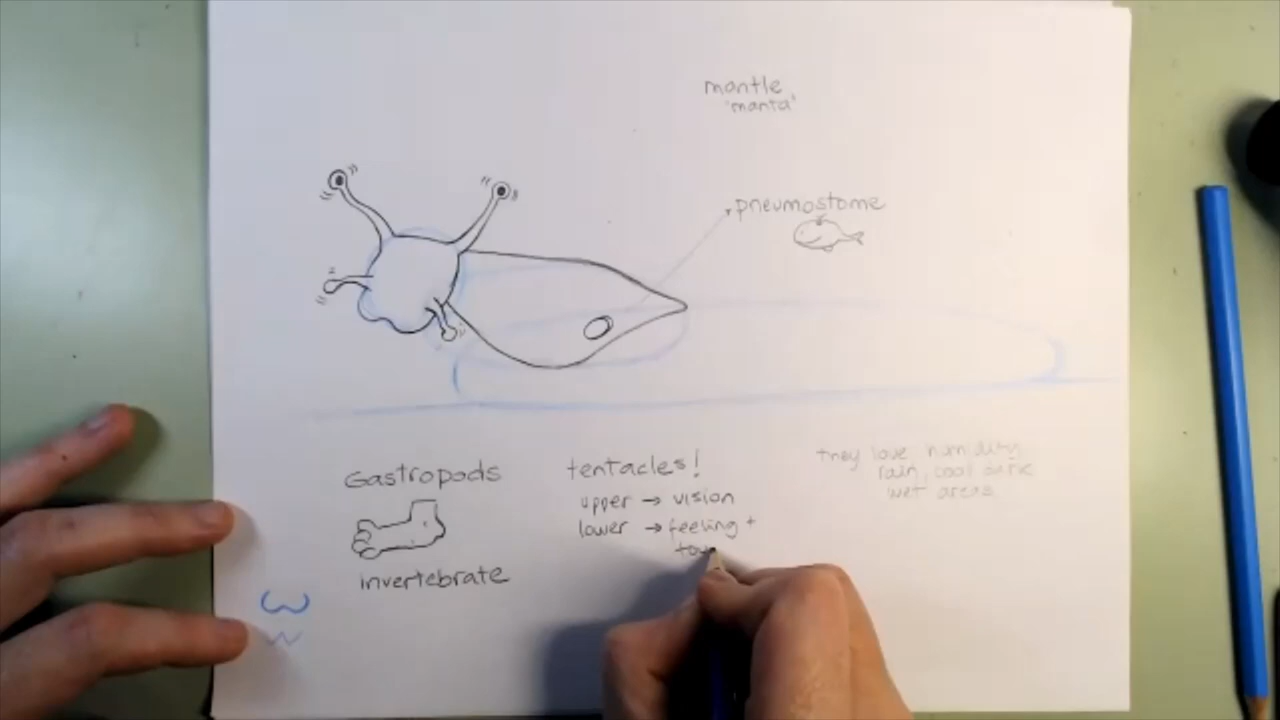 mantle
'manta'
pneumostome
Gastropods
invertebrate
tentacles!
upper → vision
lower → feeling +
they love humidity
rain, cool dark
wet areas